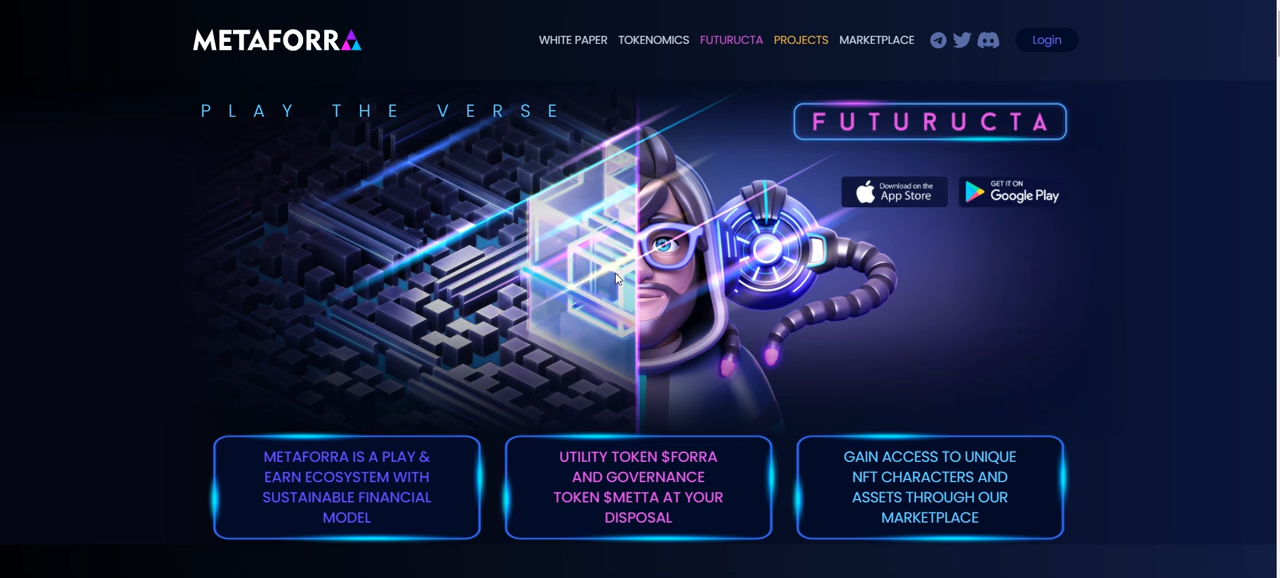 METAFORRA
WHITE PAPER TOKENOMICS FUTURUCTA PROJECTS MARKETPLACE Login
PLAY THE VERSE
FUTURUCTA
Download on the
App Store
GET IT ON
Google Play
METAFORRA IS A PLAY &
EARN ECOSYSTEM WITH
SUSTAINABLE FINANCIAL
MODEL
UTILITY TOKEN $FORRA
AND GOVERNANCE
TOKEN $METTA AT YOUR
DISPOSAL
GAIN ACCESS TO UNIQUE
NFT CHARACTERS AND
ASSETS THROUGH OUR
MARKETPLACE